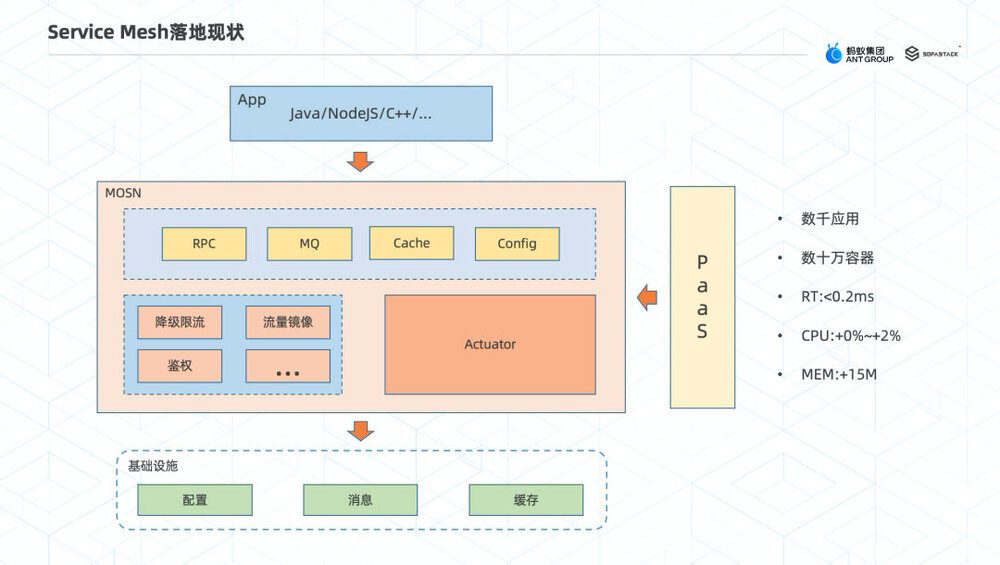 Service Mesh落地现状
蚂蚁集团
ANT GROUP
SOFASTACK
App
Java/NodeJS/C++/...
MOSN
RPC
MQ
Cache
Config
降级限流
流量镜像
鉴权
...
Actuator
PaaS
• 数千应用
• 数十万容器
• RT:<0.2ms
• CPU:+0%~+2%
• MEM:+15M
基础设施
配置
消息
缓存